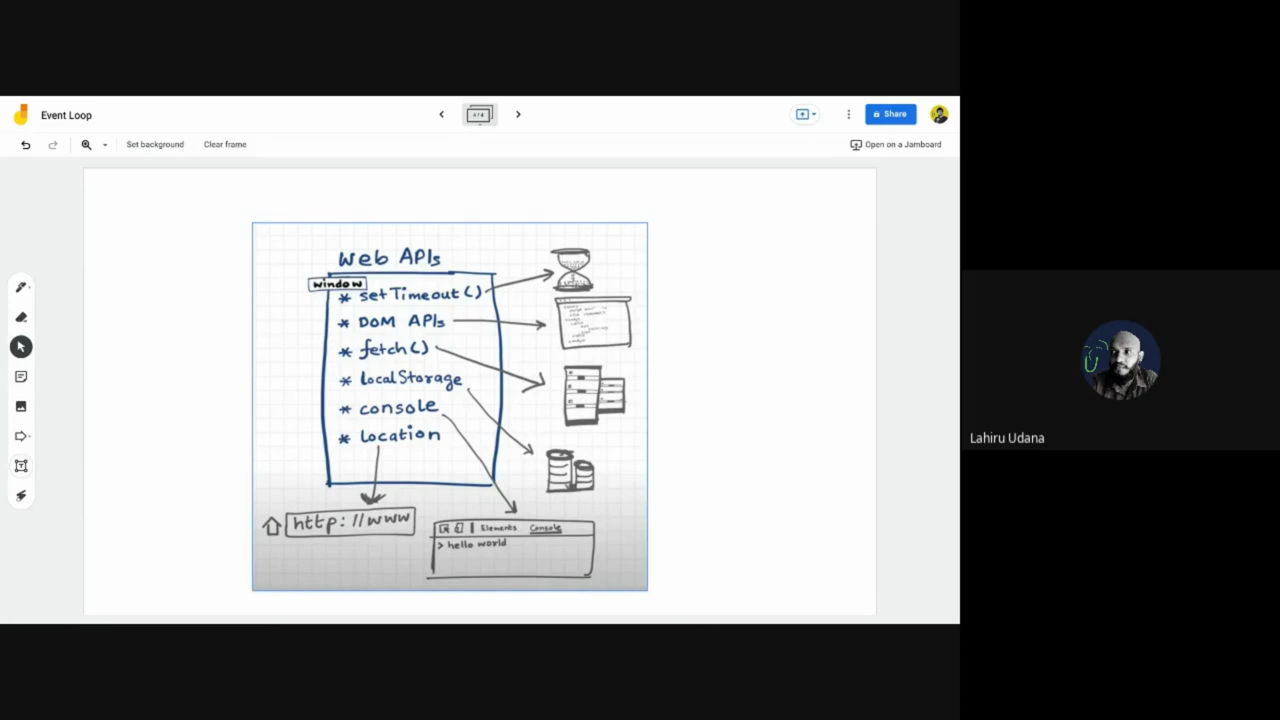 Event Loop
Share
Set background
Clear frame
Open on a Jamboard
Web APIs
window
* setTimeout()
* DOM APIs
* fetch()
* localStorage
* console
* location
http://www
Elements Console
> hello world
Lahiru Udana